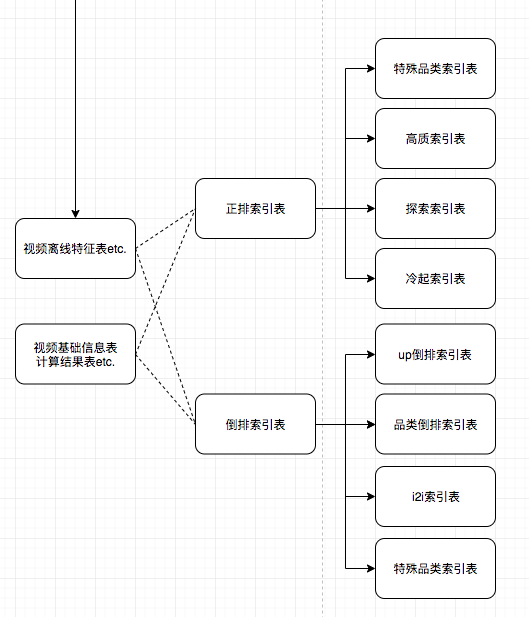 特殊品类索引表
高质索引表
正排索引表
探索索引表
视频离线特征表etc.
冷起索引表
视频基础信息表
计算结果表etc.
up倒排索引表
倒排索引表
品类倒排索引表
i2i索引表
特殊品类索引表